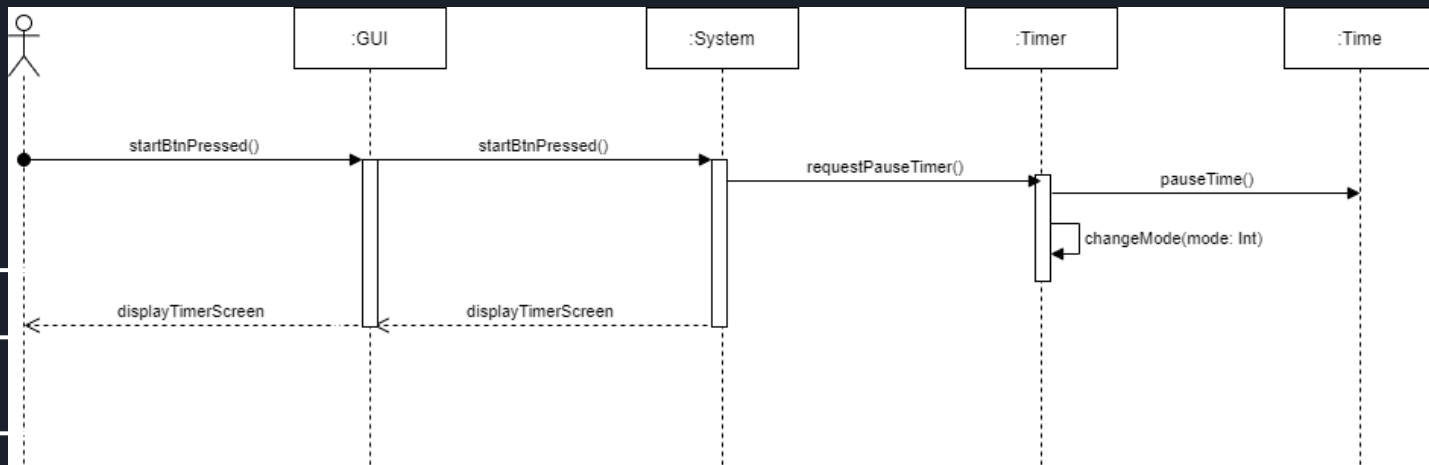 :GUI
:System
:Timer
:Time
startBtnPressed()
startBtnPressed()
requestPauseTimer()
pauseTime()
changeMode(mode: Int)
displayTimerScreen
displayTimerScreen